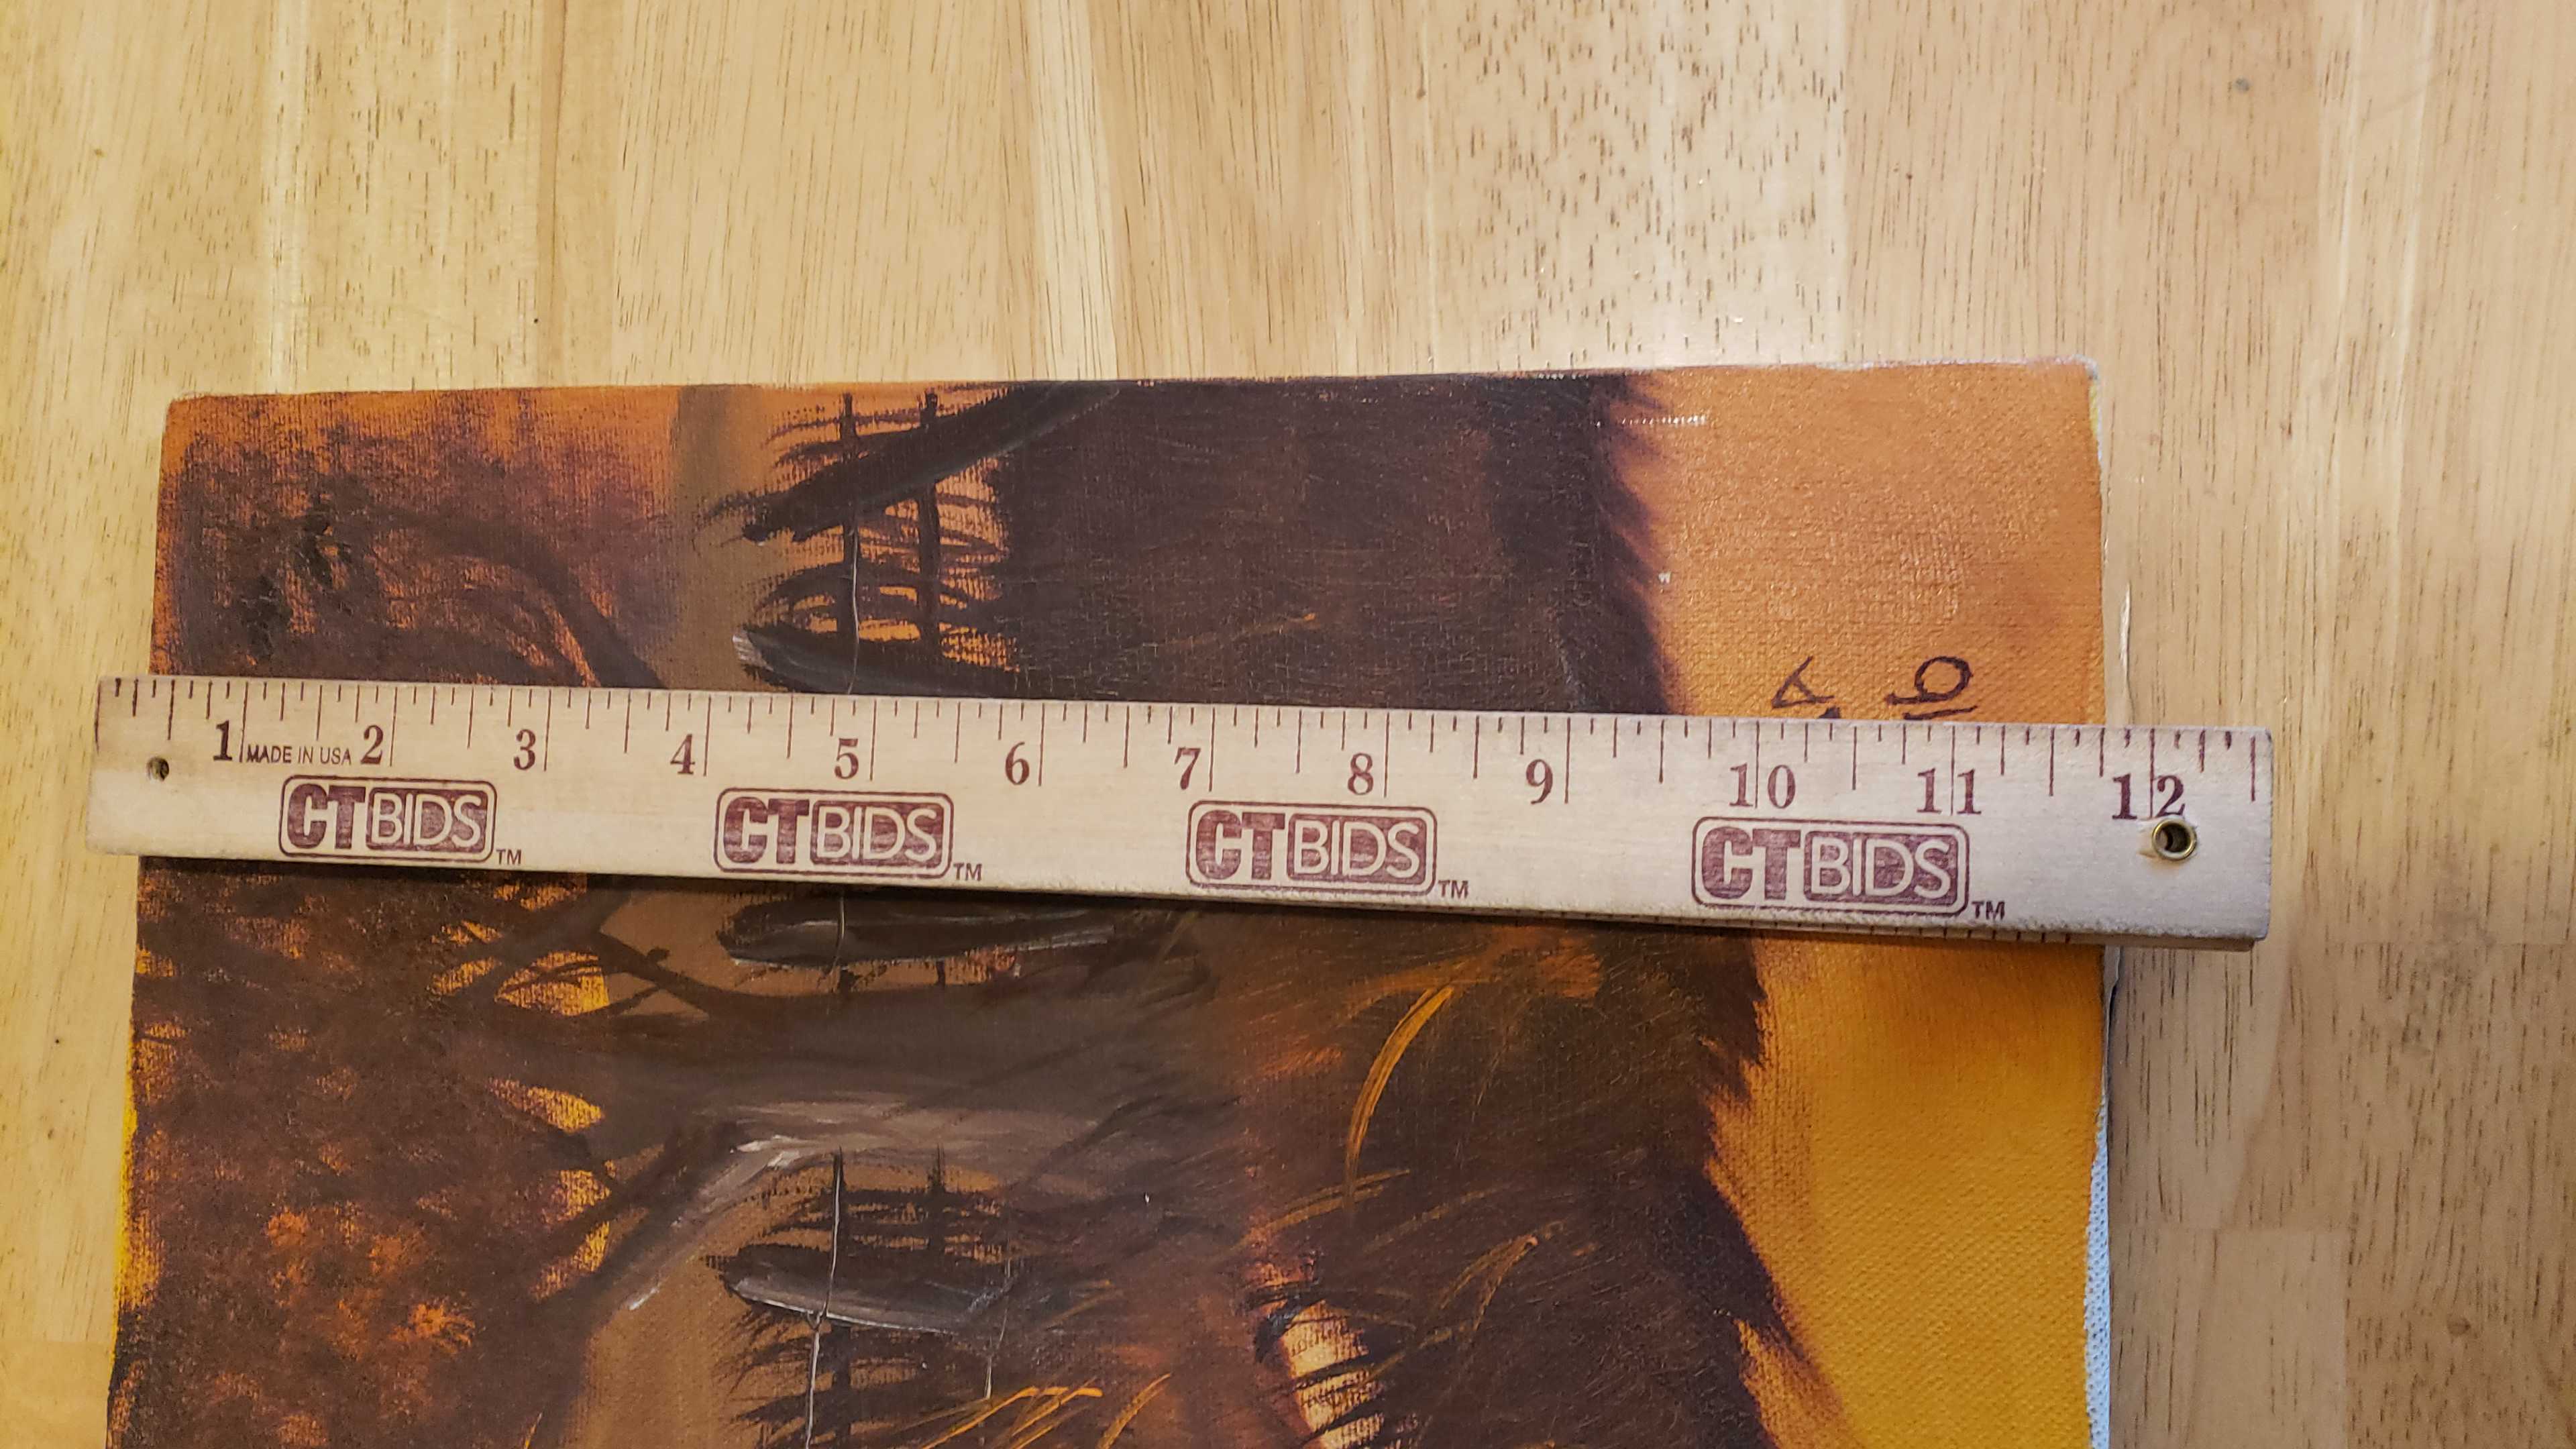 1 2 3 4 5 6 7 8 9 10 11 12
MADE IN USA
CTBIDS™ CTBIDS™ CTBIDS™ CTBIDS™